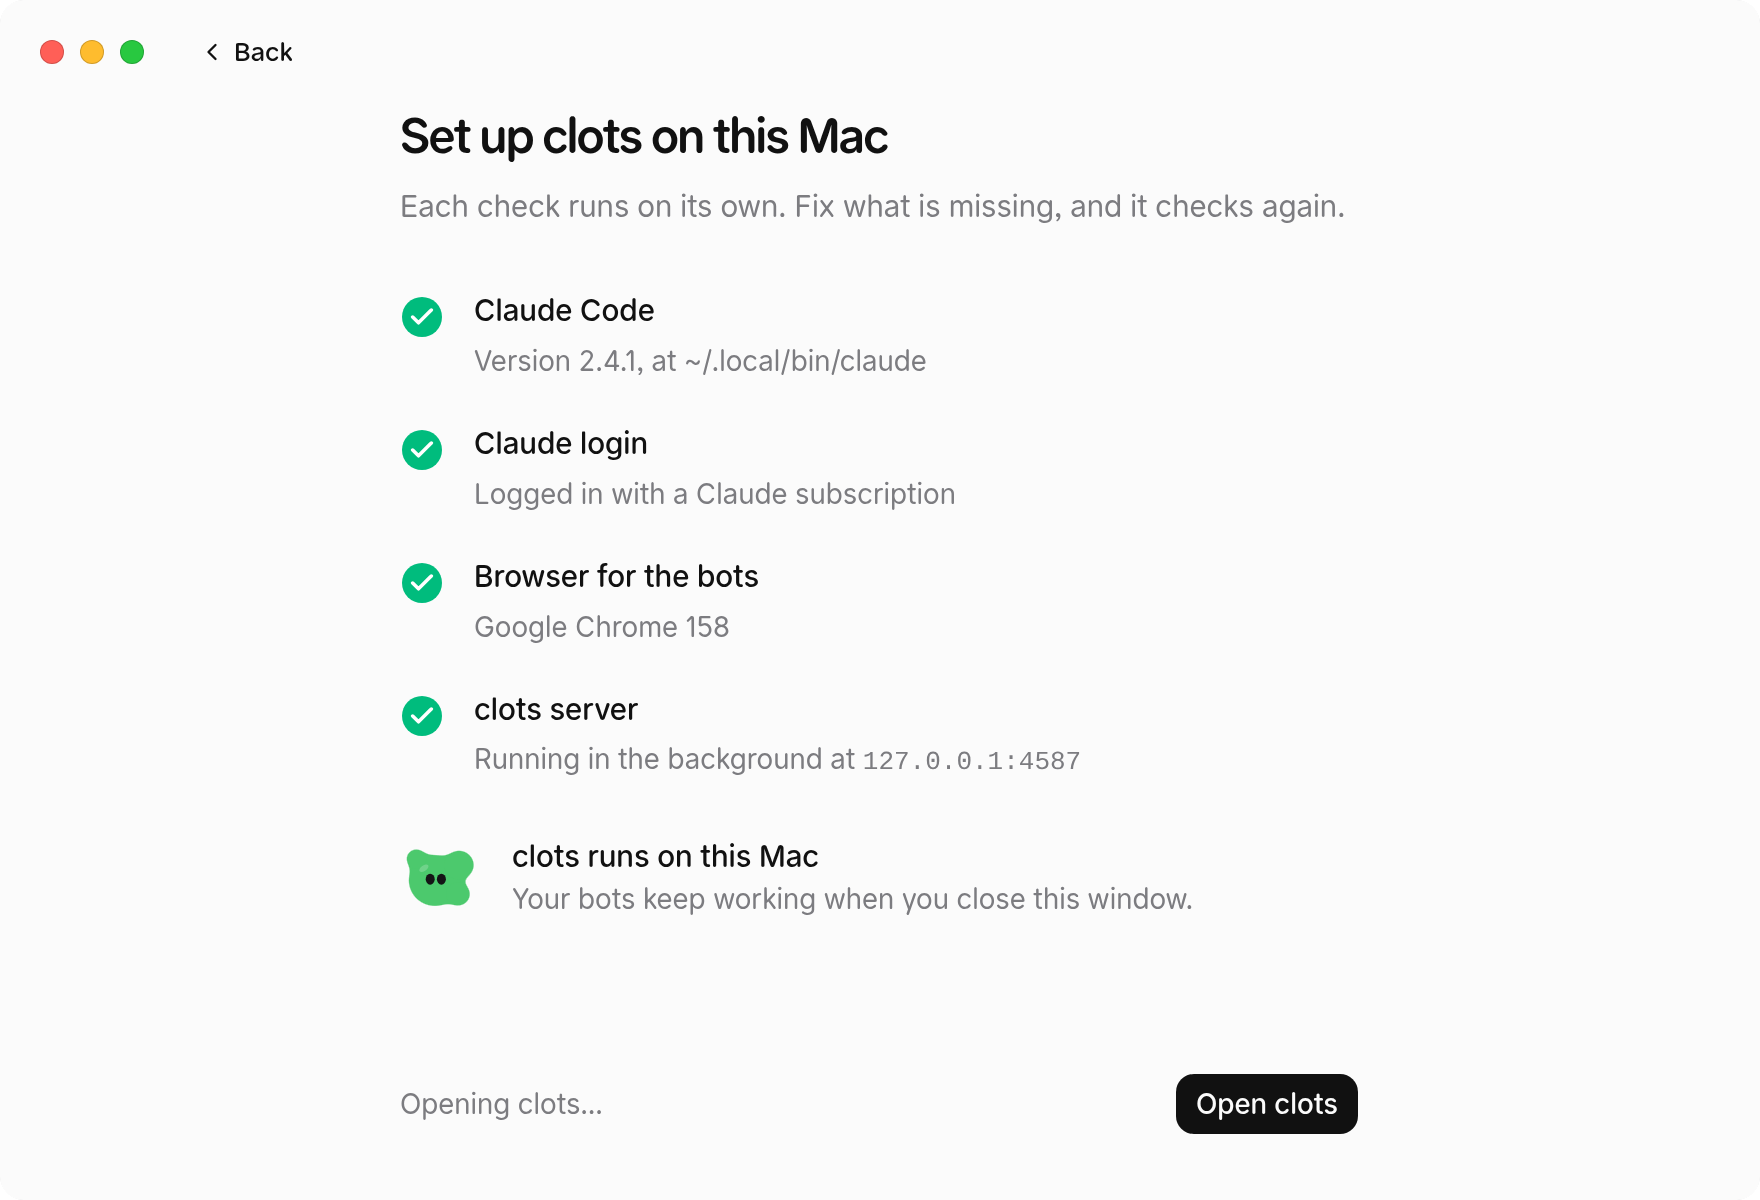 Back
Set up clots on this Mac
Each check runs on its own. Fix what is missing, and it checks again.
Claude Code
Version 2.4.1, at ~/.local/bin/claude
Claude login
Logged in with a Claude subscription
Browser for the bots
Google Chrome 158
clots server
Running in the background at 127.0.0.1:4587
clots runs on this Mac
Your bots keep working when you close this window.
Opening clots...
Open clots